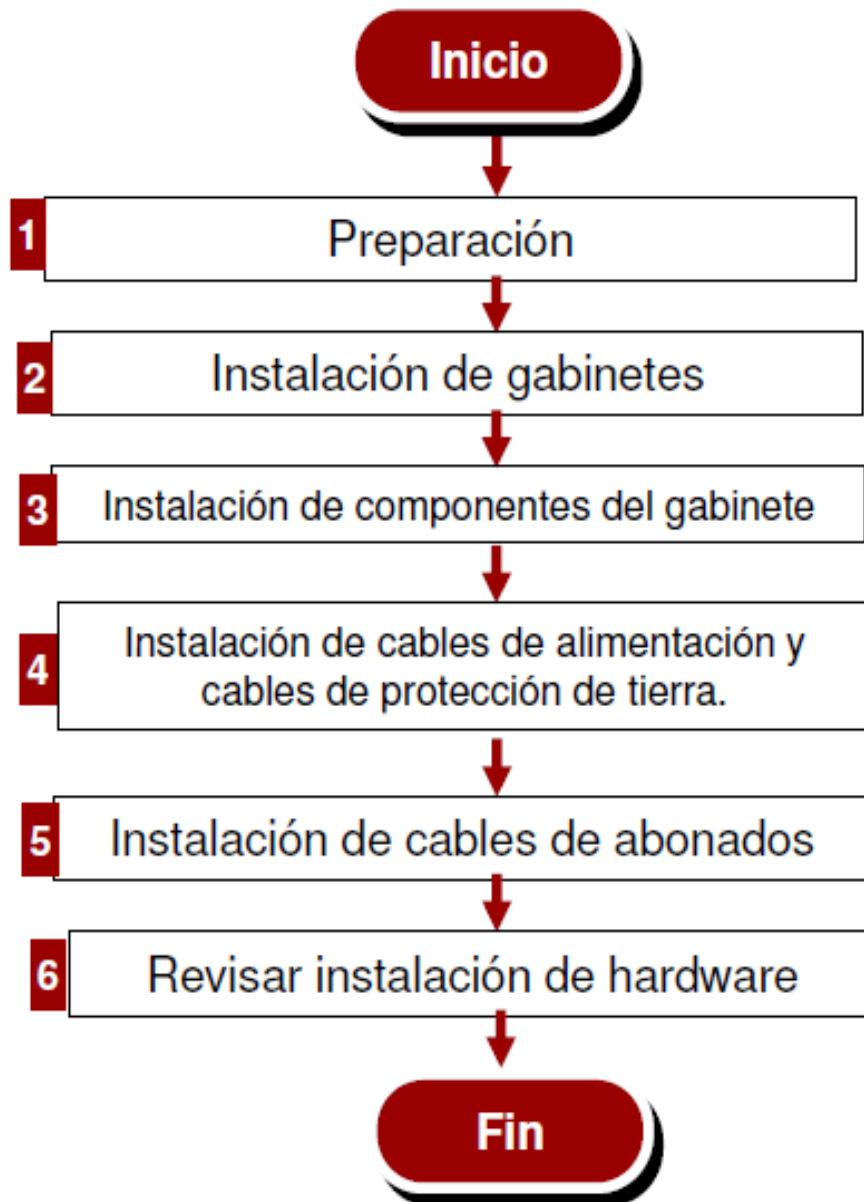 Inicio
1
Preparación
2
Instalación de gabinetes
3
Instalación de componentes del gabinete
4
Instalación de cables de alimentación y
cables de protección de tierra.
5
Instalación de cables de abonados
6
Revisar instalación de hardware
Fin